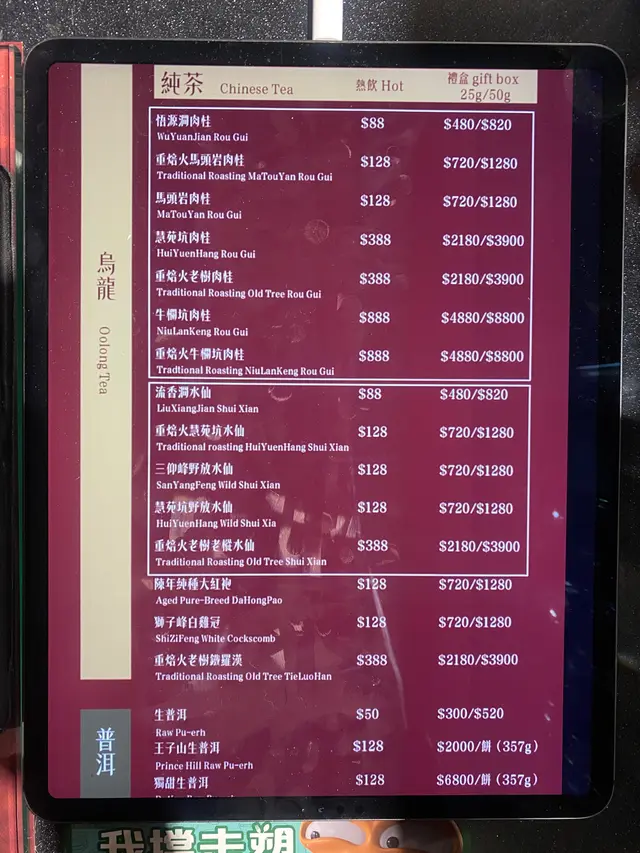 純茶 Chinese Tea 熱飲 Hot 禮盒 gift box
25g/50g
烏龍 Oolong Tea
悟源澗肉桂 $88 $480/$820
WuYuanJian Rou Gui
重焙火馬頭岩肉桂 $128 $720/$1280
Traditional Roasting MaTouYan Rou Gui
馬頭岩肉桂 $128 $720/$1280
MaTouYan Rou Gui
慧苑坑肉桂 $388 $2180/$3900
HuiYuenHang Rou Gui
重焙火老樹肉桂 $388 $2180/$3900
Traditional Roasting Old Tree Rou Gui
牛欄坑肉桂 $888 $4880/$8800
NiuLanKeng Rou Gui
重焙火牛欄坑肉桂 $888 $4880/$8800
Tradtional Roasting NiuLanKeng Rou Gui
流香澗水仙 $88 $480/$820
LiuXiangJian Shui Xian
重焙火慧苑坑水仙 $128 $720/$1280
Traditional roasting HuiYuenHang Shui Xian
三仰峰野放水仙 $128 $720/$1280
SanYangFeng Wild Shui Xian
慧苑坑野放水仙 $128 $720/$1280
HuiYuenHang Wild Shui Xia
重焙火老樹老欉水仙 $388 $2180/$3900
Traditional Roasting Old Tree Shui Xian
陳年純種大紅袍 $128 $720/$1280
Aged Pure-Breed DaHongPao
獅子峰白雞冠 $128 $720/$1280
ShiZiFeng White Cockscomb
重焙火老樹鐵羅漢 $388 $2180/$3900
Traditional Roasting Old Tree TieLuoHan
普洱
生普洱 $50 $300/$520
Raw Pu-erh
王子山生普洱 $128 $2000/餅 (357g)
Prince Hill Raw Pu-erh
獨甜生普洱 $128 $6800/餅 (357g)
我擋走塑